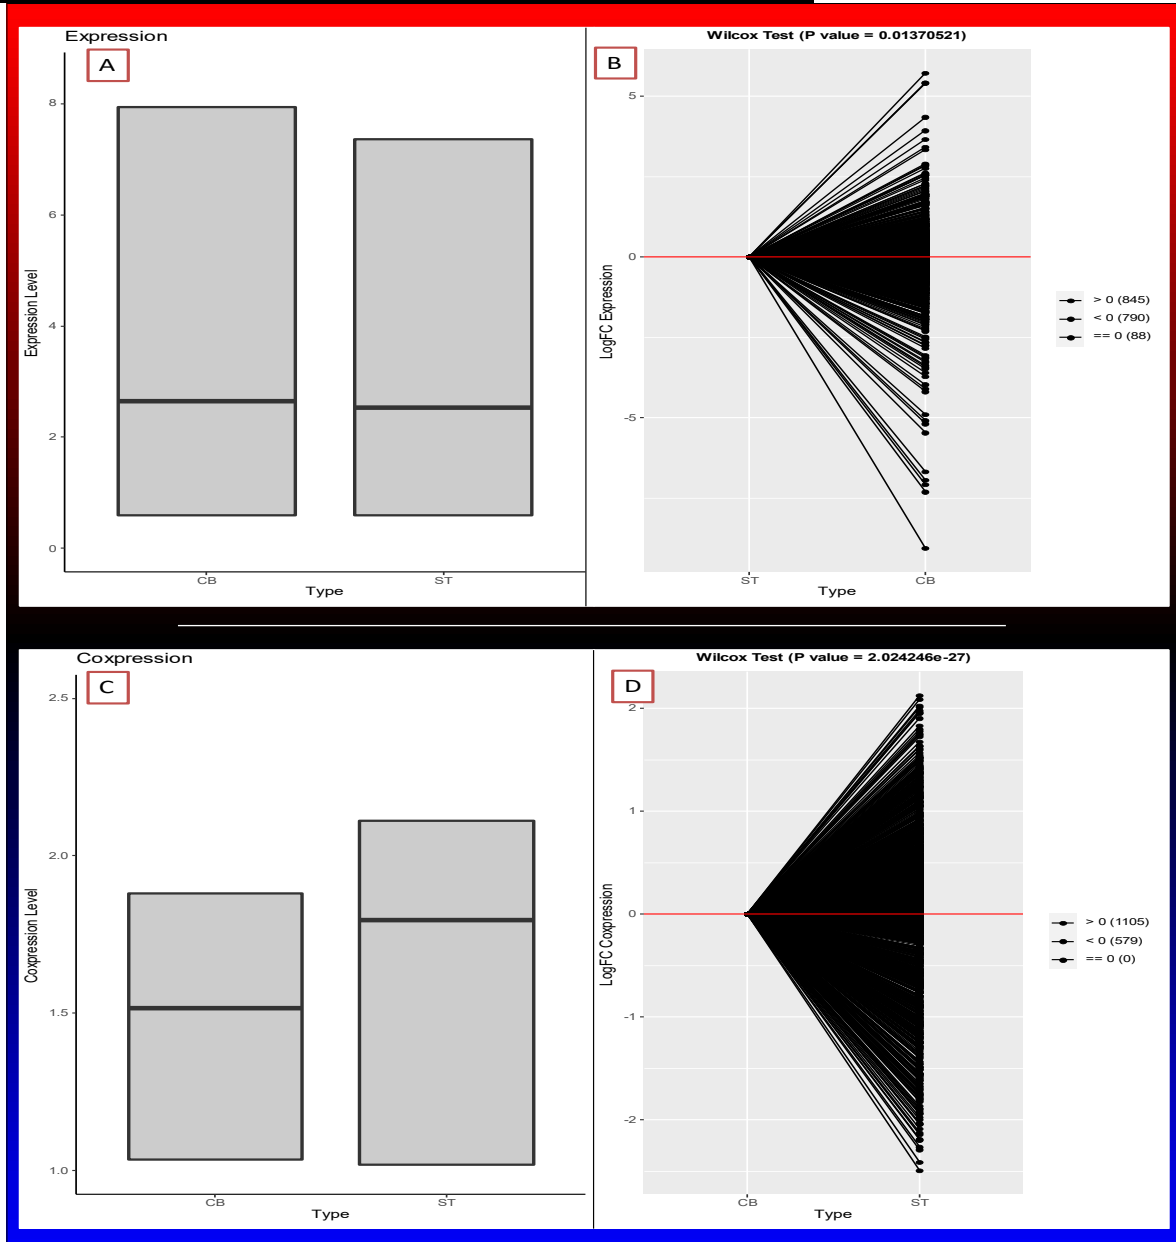 Expression
A
8
6
4
2
0
Expression Level
CB
ST
Type
Wilcox Test (P value = 0.01370521)
B
5
0
-5
LogFC Expression
ST
CB
Type
> 0 (845)
< 0 (790)
== 0 (88)
Coxpression
C
2.5
2.0
1.5
1.0
Coxpression Level
CB
ST
Type
Wilcox Test (P value = 2.024246e-27)
D
2
1
0
-1
-2
LogFC Coxpression
CB
ST
Type
> 0 (1105)
< 0 (579)
== 0 (0)